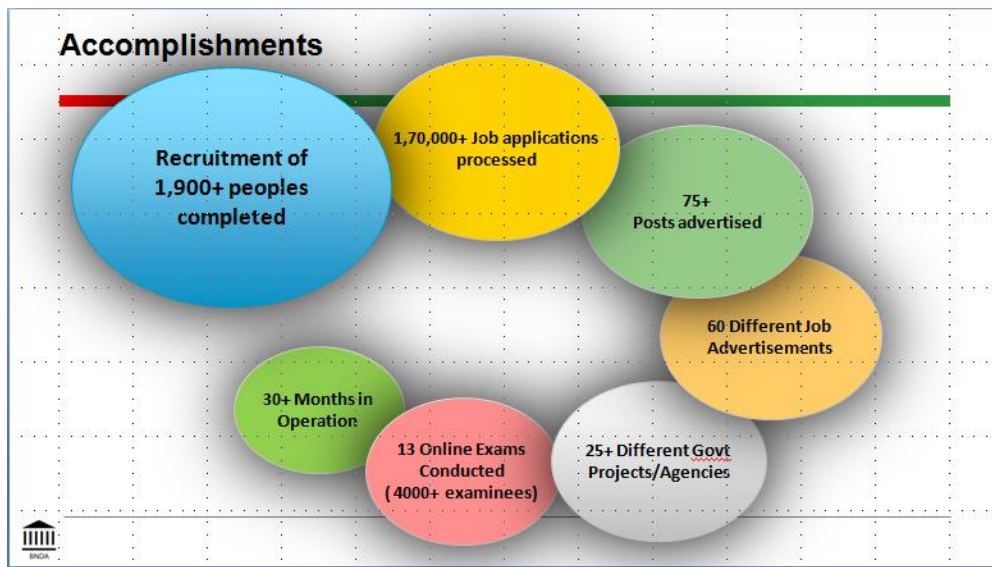 Accomplishments
Recruitment of
1,900+ peoples
completed
1,70,000+ Job applications
processed
75+
Posts advertised
60 Different Job
Advertisements
25+ Different Govt
Projects/Agencies
13 Online Exams
Conducted
( 4000+ examinees)
30+ Months in
Operation
BNDA